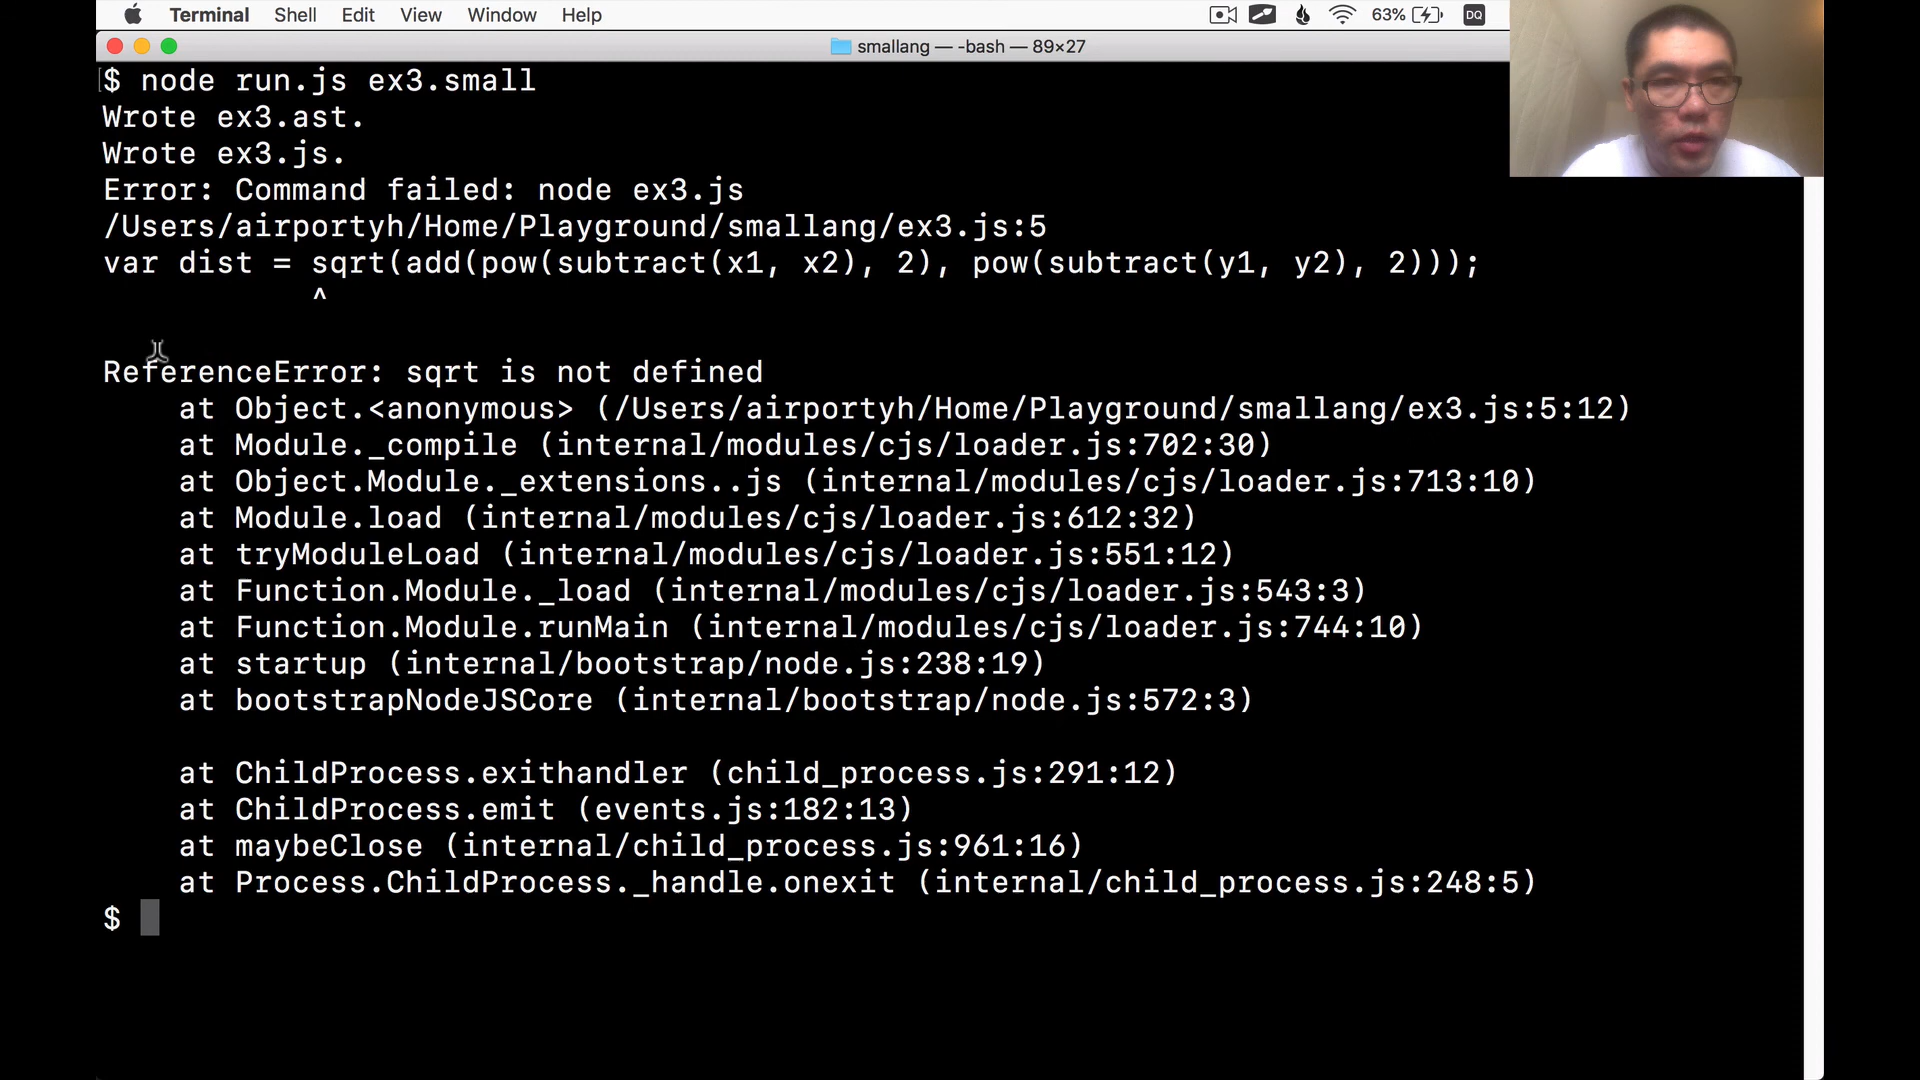 Terminal Shell Edit View Window Help 63% DQ
smallang — -bash — 89×27
$ node run.js ex3.small
Wrote ex3.ast.
Wrote ex3.js.
Error: Command failed: node ex3.js
/Users/airportyh/Home/Playground/smallang/ex3.js:5
var dist = sqrt(add(pow(subtract(x1, x2), 2), pow(subtract(y1, y2), 2)));
^
ReferenceError: sqrt is not defined
at Object.<anonymous> (/Users/airportyh/Home/Playground/smallang/ex3.js:5:12)
at Module._compile (internal/modules/cjs/loader.js:702:30)
at Object.Module._extensions..js (internal/modules/cjs/loader.js:713:10)
at Module.load (internal/modules/cjs/loader.js:612:32)
at tryModuleLoad (internal/modules/cjs/loader.js:551:12)
at Function.Module._load (internal/modules/cjs/loader.js:543:3)
at Function.Module.runMain (internal/modules/cjs/loader.js:744:10)
at startup (internal/bootstrap/node.js:238:19)
at bootstrapNodeJSCore (internal/bootstrap/node.js:572:3)
at ChildProcess.exithandler (child_process.js:291:12)
at ChildProcess.emit (events.js:182:13)
at maybeClose (internal/child_process.js:961:16)
at Process.ChildProcess._handle.onexit (internal/child_process.js:248:5)
$